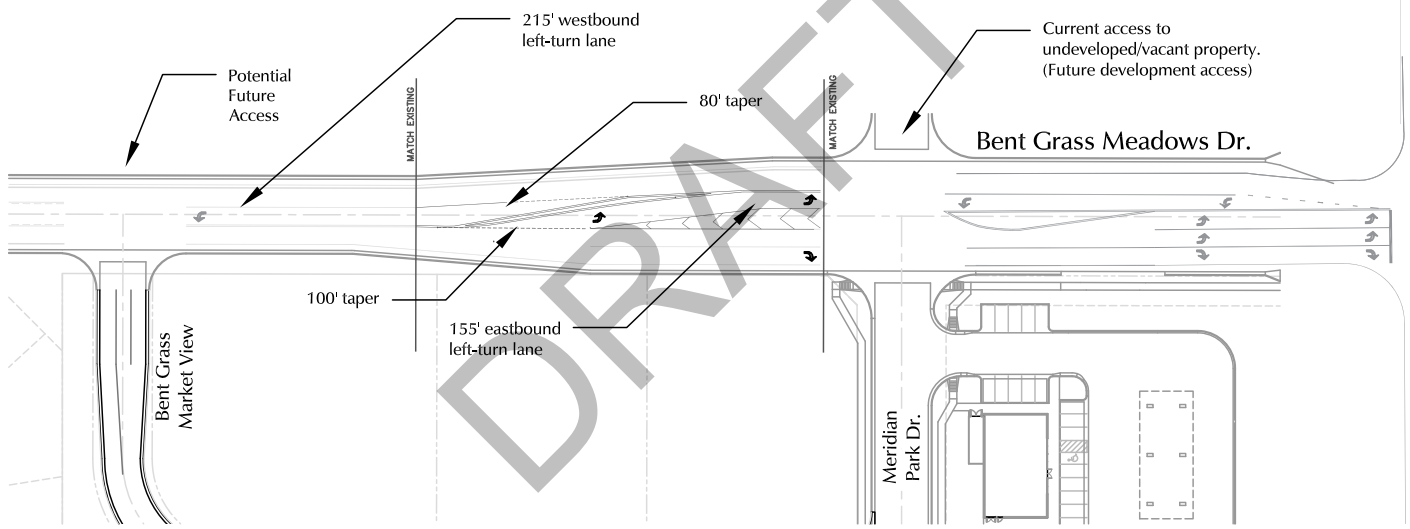 215' westbound
left-turn lane
Current access to
undeveloped/vacant property.
(Future development access)
Potential
Future
Access
80' taper
MATCH EXISTING
MATCH EXISTING
Bent Grass Meadows Dr.
DRAFT
100' taper
155' eastbound
left-turn lane
Bent Grass
Market View
Meridian
Park Dr.